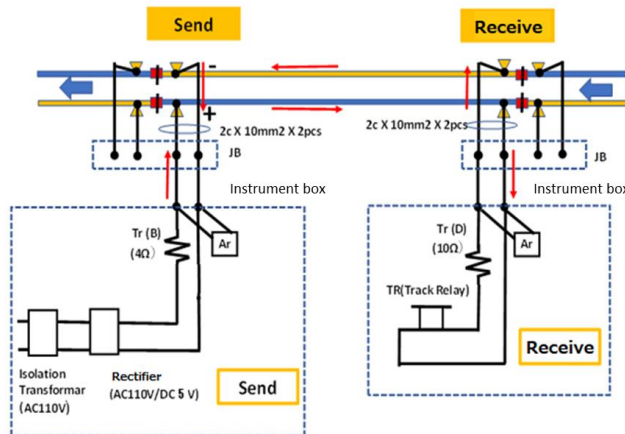 Send
Receive
-
+
2c X 10mm2 X 2pcs
2c X 10mm2 X 2pcs
JB
JB
Instrument box
Instrument box
Tr (B)
(4Ω)
Ar
Tr (D)
(10Ω)
Ar
TR(Track Relay)
Isolation
Transformar
(AC110V)
Rectifier
(AC110V/DC 5 V)
Send
Receive